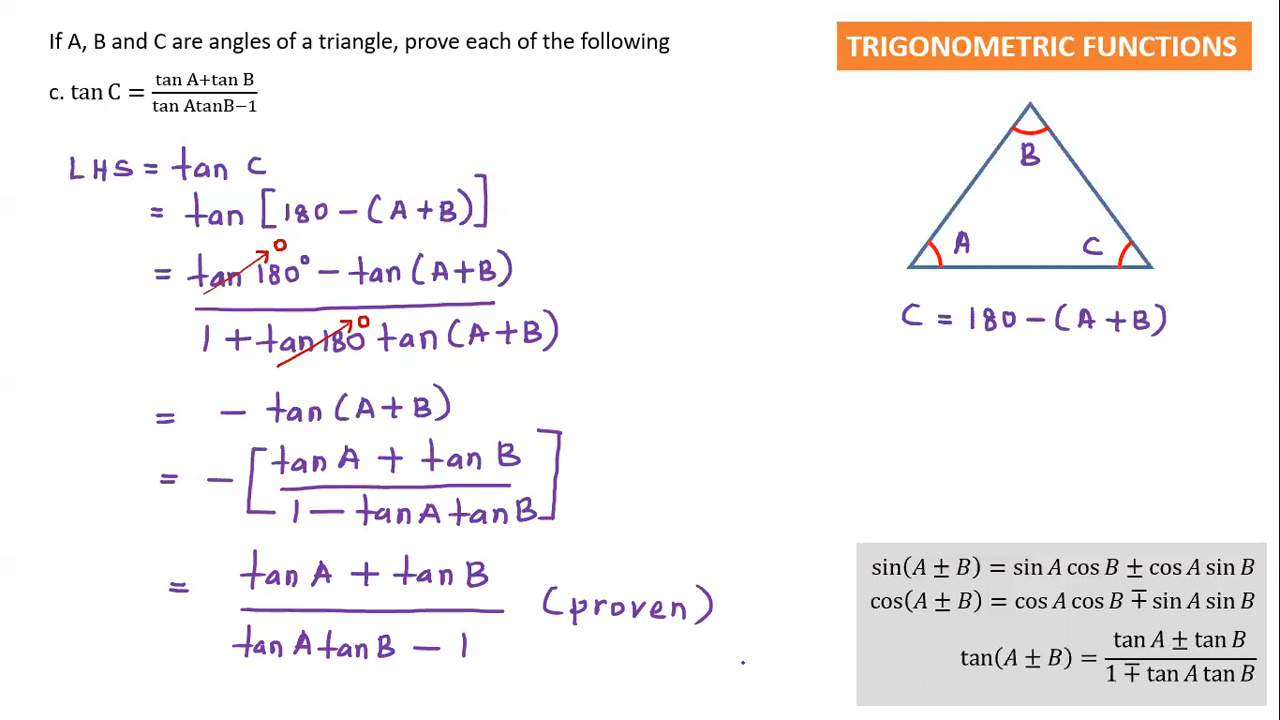 If A, B and C are angles of a triangle, prove each of the following
c. tan C = (tan A+tan B)/(tan AtanB−1)
TRIGONOMETRIC FUNCTIONS
LHS = tan C
= tan [180 − (A+B)]
= (tan 180° − tan (A+B))/(1 + tan 180° tan (A+B))
0
0
= − tan (A+B)
= − [(tan A + tan B)/(1 − tan A tan B)]
= (tan A + tan B)/(tan A tan B − 1) (proven)
B
A C
C = 180 − (A+B)
sin(A ± B) = sin A cos B ± cos A sin B
cos(A ± B) = cos A cos B ∓ sin A sin B
tan(A ± B) = (tan A ± tan B)/(1 ∓ tan A tan B)